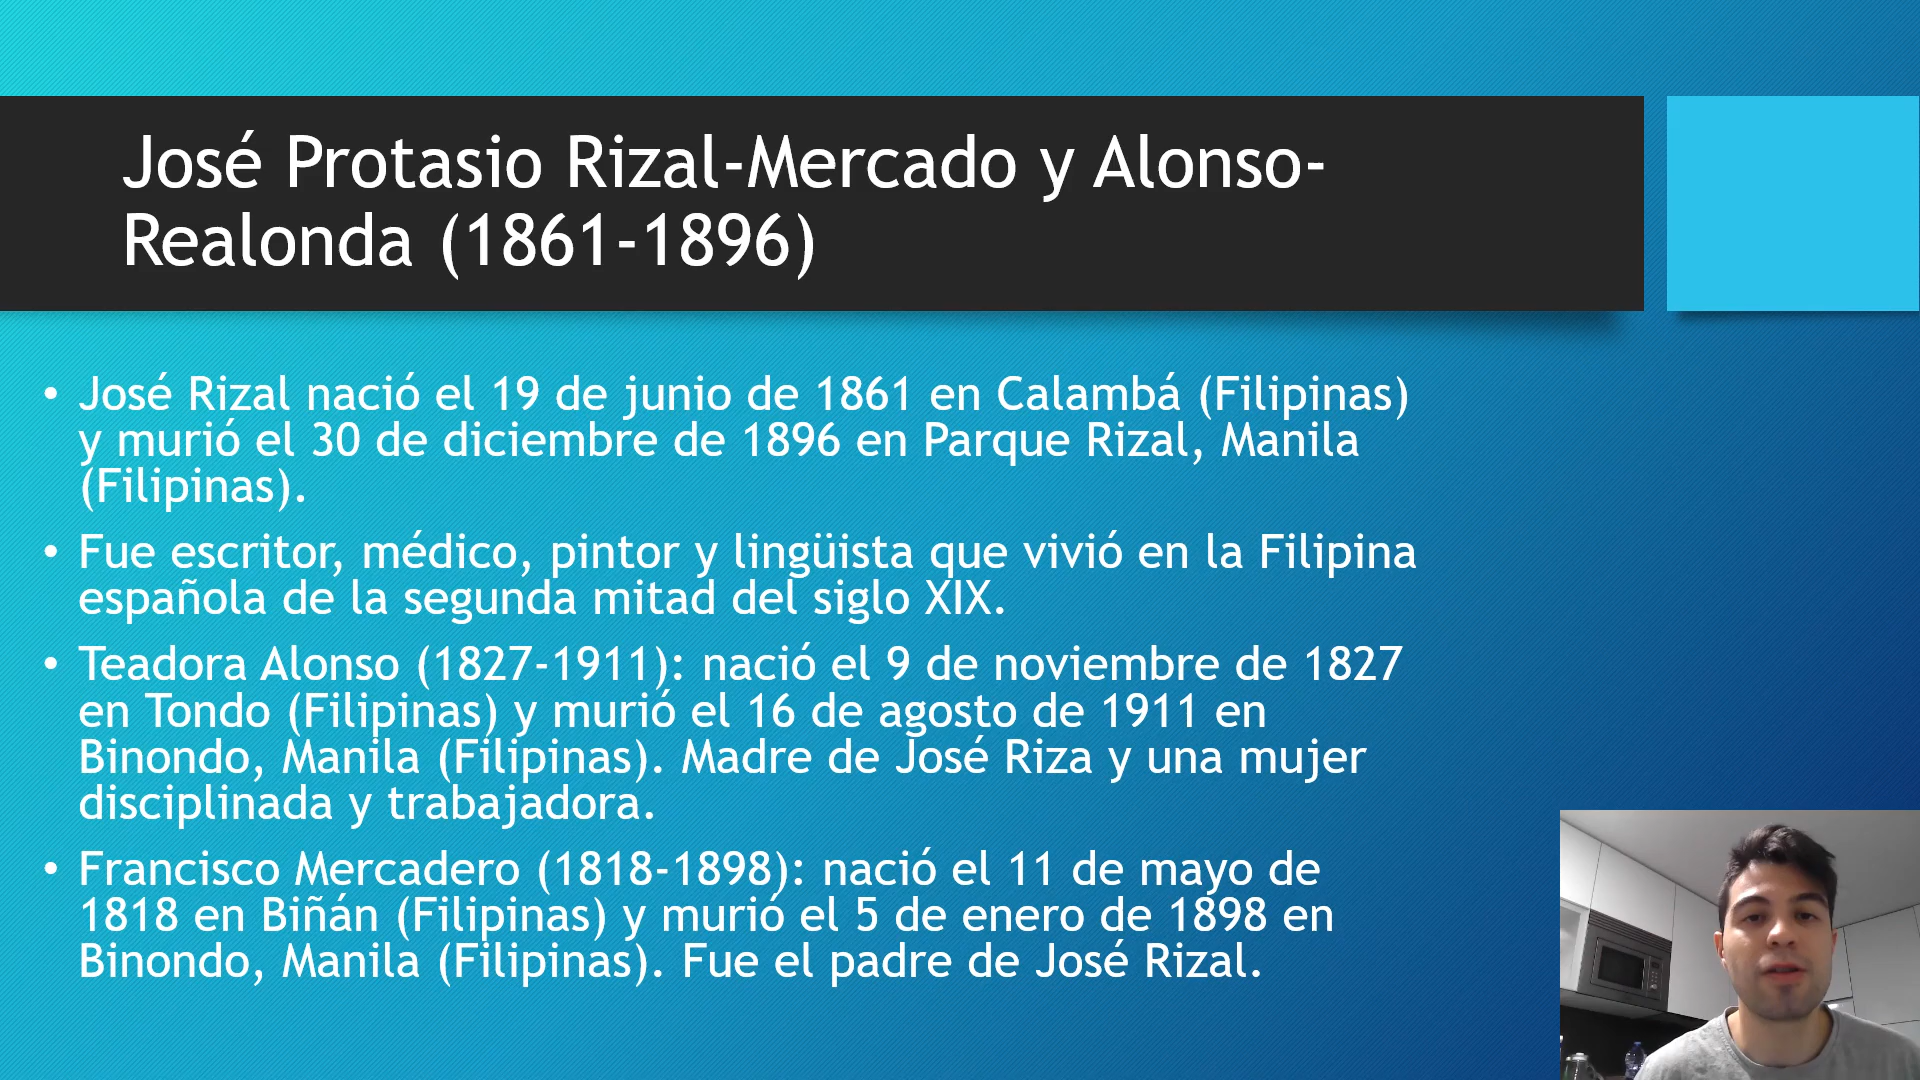 José Protasio Rizal-Mercado y Alonso-
Realonda (1861-1896)
• José Rizal nació el 19 de junio de 1861 en Calambá (Filipinas)
y murió el 30 de diciembre de 1896 en Parque Rizal, Manila
(Filipinas).
• Fue escritor, médico, pintor y lingüista que vivió en la Filipina
española de la segunda mitad del siglo XIX.
• Teadora Alonso (1827-1911): nació el 9 de noviembre de 1827
en Tondo (Filipinas) y murió el 16 de agosto de 1911 en
Binondo, Manila (Filipinas). Madre de José Riza y una mujer
disciplinada y trabajadora.
• Francisco Mercadero (1818-1898): nació el 11 de mayo de
1818 en Biñán (Filipinas) y murió el 5 de enero de 1898 en
Binondo, Manila (Filipinas). Fue el padre de José Rizal.